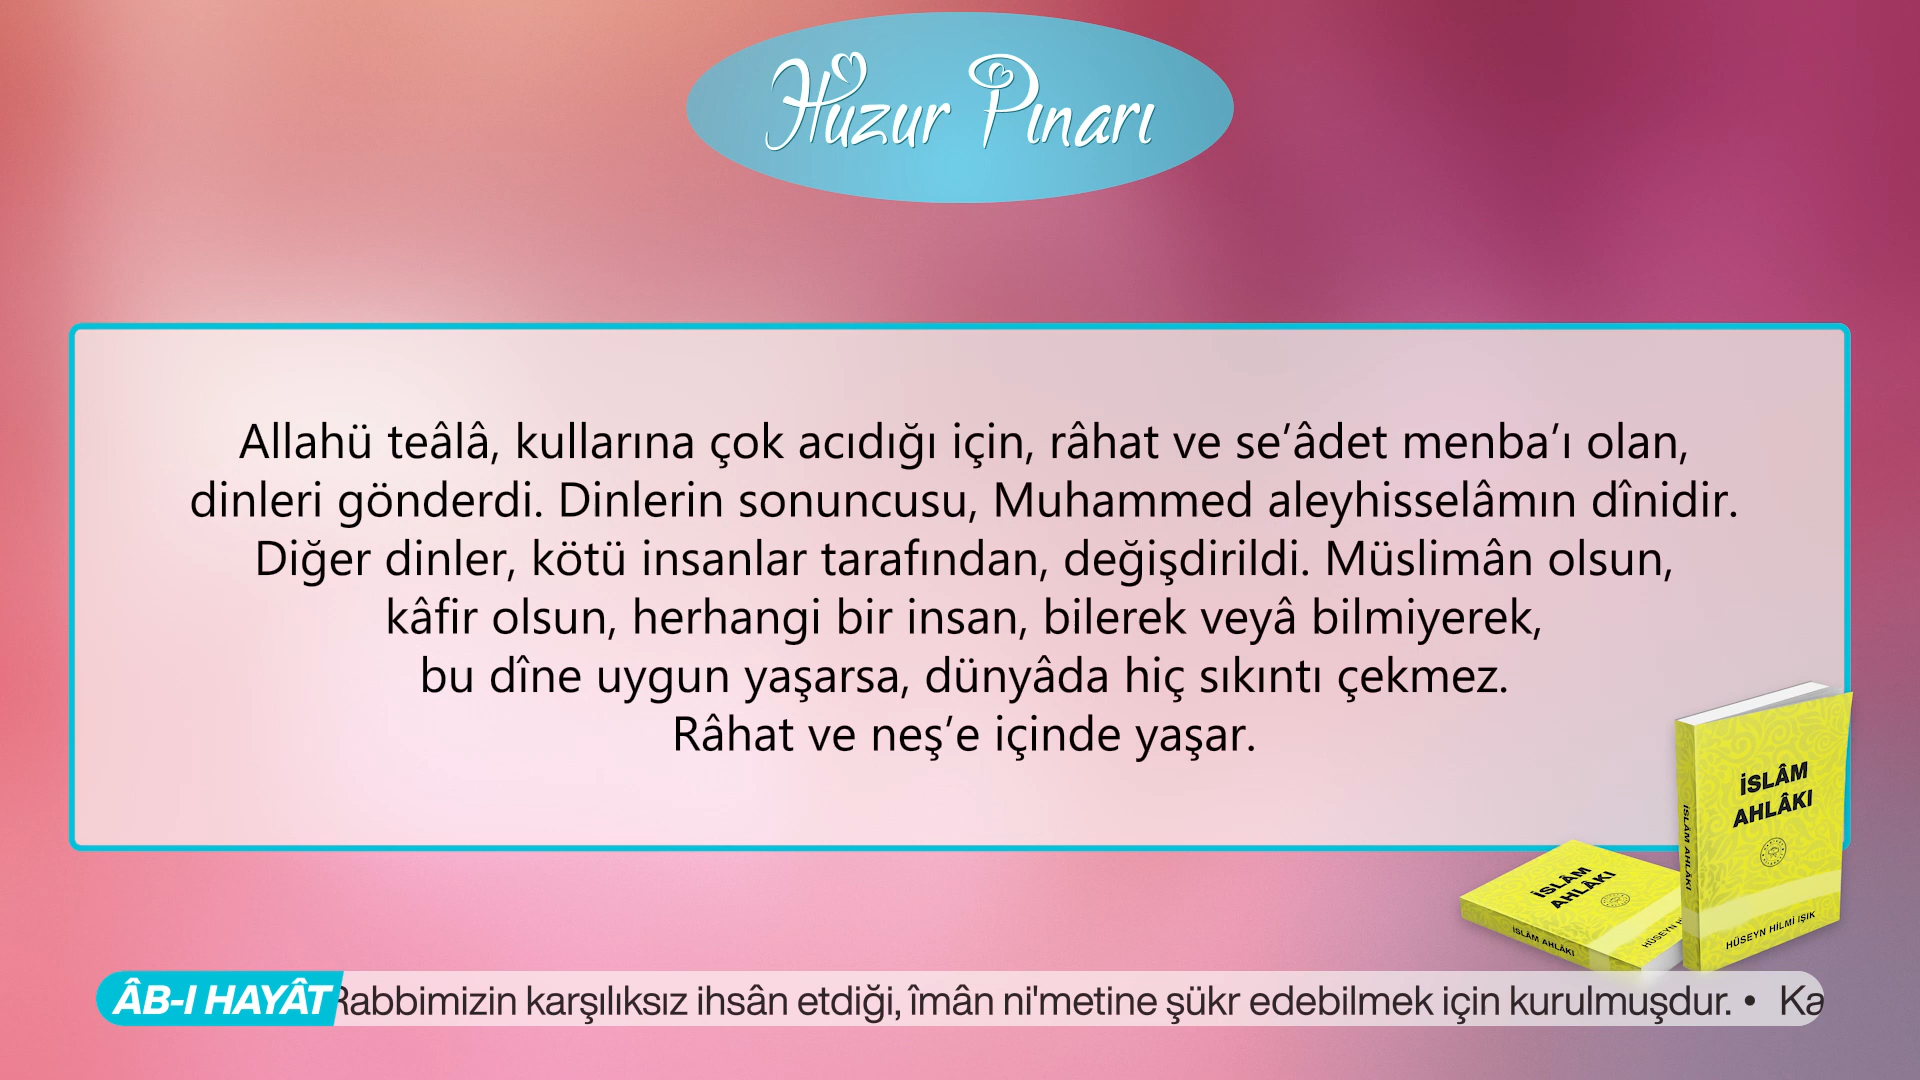 Huzur Pınarı
Allahü teâlâ, kullarına çok acıdığı için, râhat ve se’âdet menba’ı olan,
dinleri gönderdi. Dinlerin sonuncusu, Muhammed aleyhisselâmın dînidir.
Diğer dinler, kötü insanlar tarafından, değişdirildi. Müslimân olsun,
kâfir olsun, herhangi bir insan, bilerek veyâ bilmiyerek,
bu dîne uygun yaşarsa, dünyâda hiç sıkıntı çekmez.
Râhat ve neş’e içinde yaşar.
İSLÂM
AHLÂKI
HÜSEYN HİLMİ IŞIK
İSLÂM AHLÂKI
İSLÂM
AHLÂKI
İSLÂM AHLÂKI
HÜSEYN
ÂB-I HAYÂT Rabbimizin karşılıksız ihsân etdiği, îmân ni'metine şükr edebilmek için kurulmuşdur. • Ka